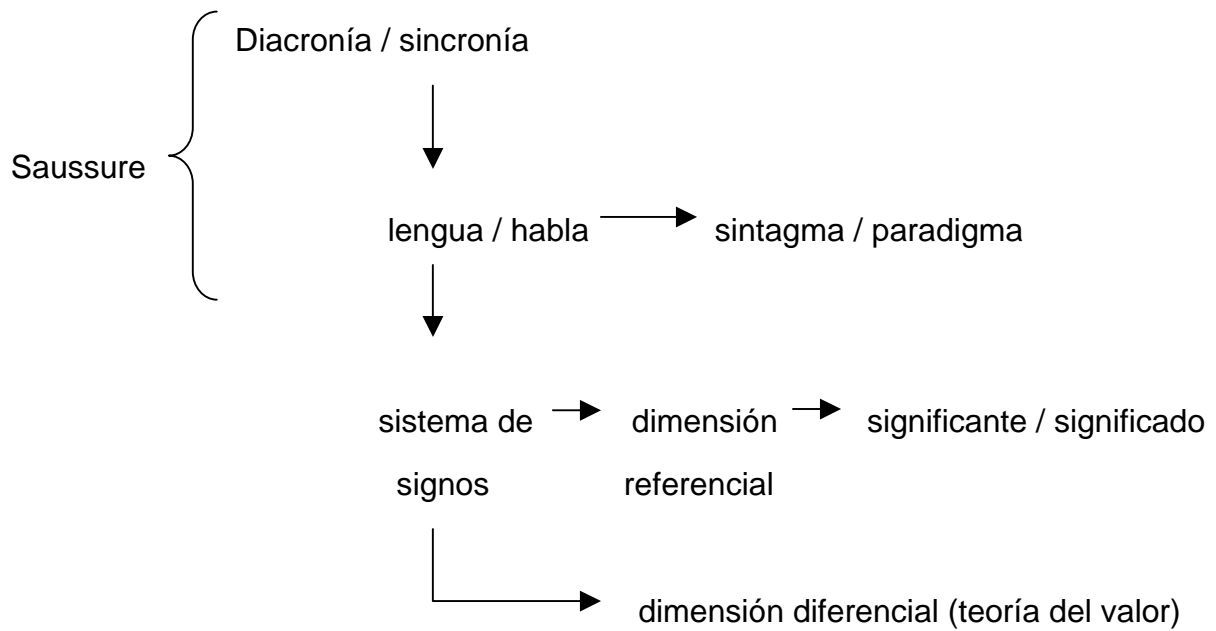 Diacronía / sincronía
Saussure
lengua / habla sintagma / paradigma
sistema de dimensión significante / significado
signos referencial
dimensión diferencial (teoría del valor)